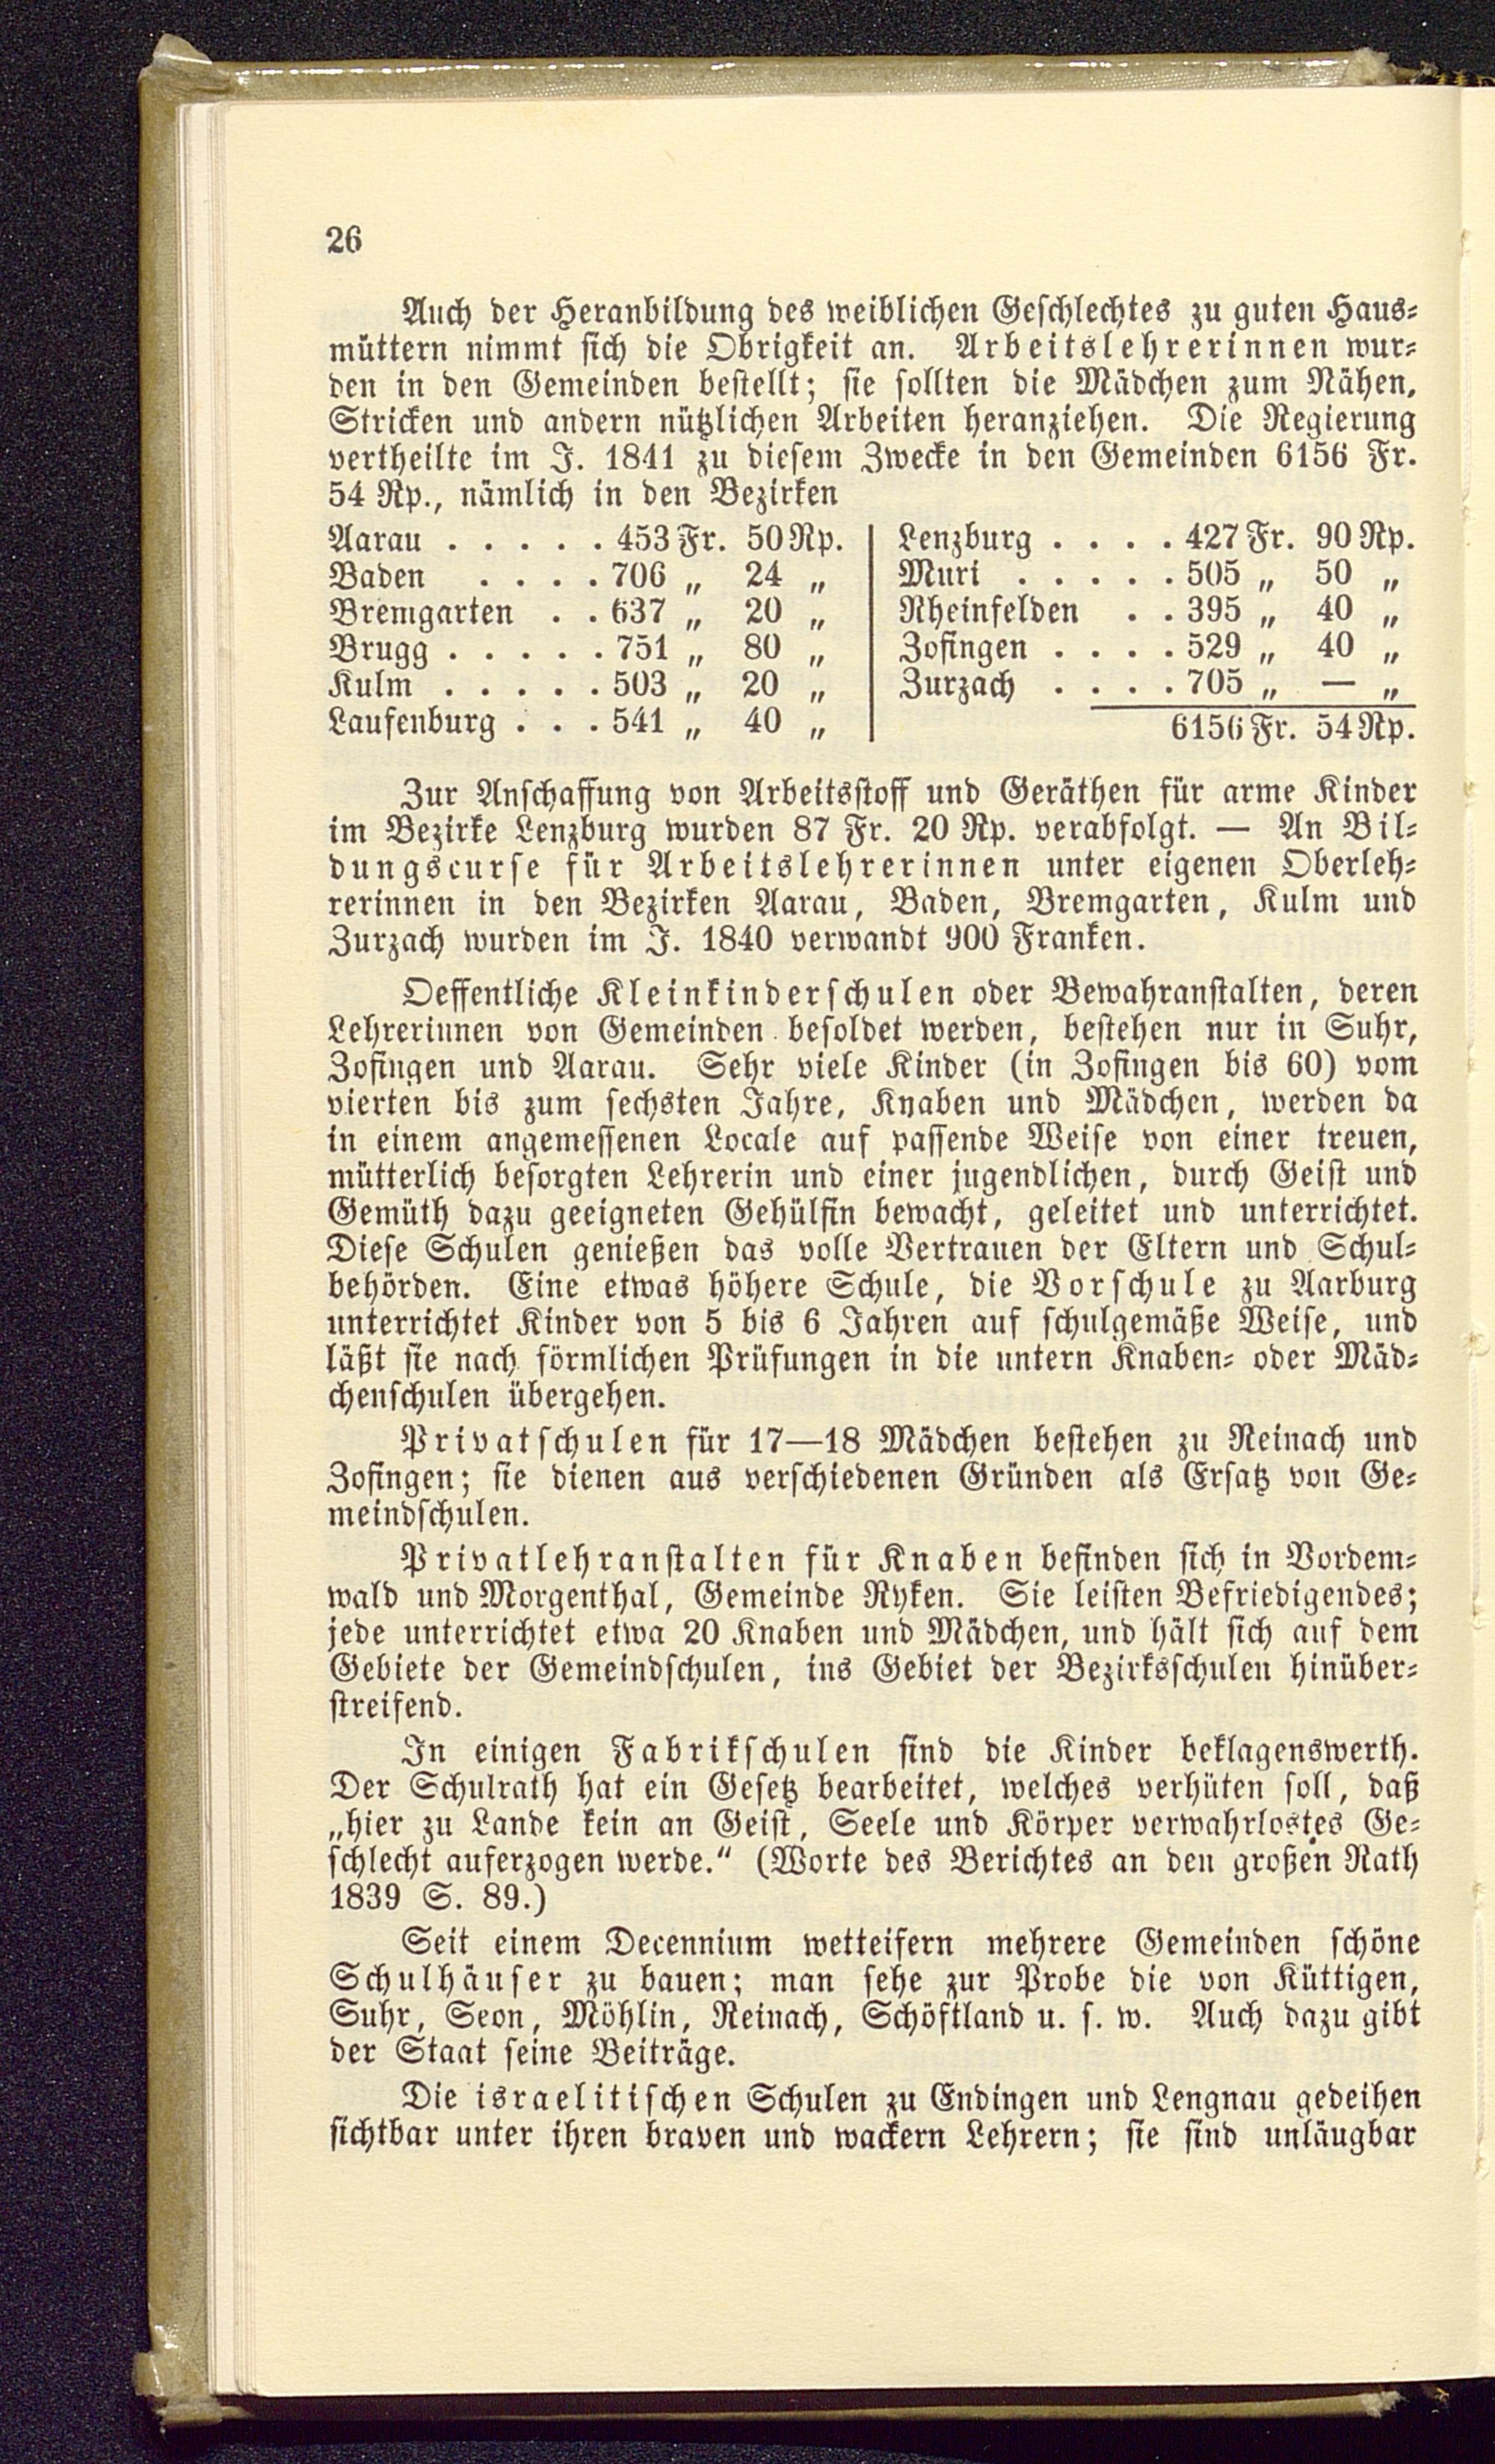 26
Auch der Heranbildung des weiblichen Geschlechtes zu guten Haus-
müttern nimmt sich die Obrigkeit an. Arbeitslehrerinnen wur-
den in den Gemeinden bestellt; sie sollten die Mädchen zum Nähen,
Stricken und andern nützlichen Arbeiten heranziehen. Die Regierung
vertheilte im J. 1841 zu diesem Zwecke in den Gemeinden 6156 Fr.
54 Rp., nämlich in den Bezirken
Aarau . . . . . 453 Fr. 50 Rp.
Baden . . . . 706 „ 24 „
Bremgarten . . 637 „ 20 „
Brugg . . . . . 751 „ 80 „
Kulm . . . . . 503 „ 20 „
Laufenburg . . . 541 „ 40 „
Lenzburg . . . . 427 Fr. 90 Rp.
Muri . . . . . 505 „ 50 „
Rheinfelden . . 395 „ 40 „
Zofingen . . . . 529 „ 40 „
Zurzach . . . . 705 „ — „
6156 Fr. 54 Rp.
Zur Anschaffung von Arbeitsstoff und Geräthen für arme Kinder
im Bezirke Lenzburg wurden 87 Fr. 20 Rp. verabfolgt. — An Bil-
dungscurse für Arbeitslehrerinnen unter eigenen Oberleh-
rerinnen in den Bezirken Aarau, Baden, Bremgarten, Kulm und
Zurzach wurden im J. 1840 verwandt 900 Franken.
Oeffentliche Kleinkinderschulen oder Bewahranstalten, deren
Lehrerinnen von Gemeinden besoldet werden, bestehen nur in Suhr,
Zofingen und Aarau. Sehr viele Kinder (in Zofingen bis 60) vom
vierten bis zum sechsten Jahre, Knaben und Mädchen, werden da
in einem angemessenen Locale auf passende Weise von einer treuen,
mütterlich besorgten Lehrerin und einer jugendlichen, durch Geist und
Gemüth dazu geeigneten Gehülfin bewacht, geleitet und unterrichtet.
Diese Schulen genießen das volle Vertrauen der Eltern und Schul-
behörden. Eine etwas höhere Schule, die Vorschule zu Aarburg
unterrichtet Kinder von 5 bis 6 Jahren auf schulgemäße Weise, und
läßt sie nach förmlichen Prüfungen in die untern Knaben- oder Mäd-
chenschulen übergehen.
Privatschulen für 17—18 Mädchen bestehen zu Reinach und
Zofingen; sie dienen aus verschiedenen Gründen als Ersatz von Ge-
meindschulen.
Privatlehranstalten für Knaben befinden sich in Vordem-
wald und Morgenthal, Gemeinde Ryken. Sie leisten Befriedigendes;
jede unterrichtet etwa 20 Knaben und Mädchen, und hält sich auf dem
Gebiete der Gemeindschulen, ins Gebiet der Bezirksschulen hinüber-
streifend.
In einigen Fabrikschulen sind die Kinder beklagenswerth.
Der Schulrath hat ein Gesetz bearbeitet, welches verhüten soll, daß
„hier zu Lande kein an Geist, Seele und Körper verwahrlostes Ge-
schlecht auferzogen werde.“ (Worte des Berichtes an den großen Rath
1839 S. 89.)
Seit einem Decennium wetteifern mehrere Gemeinden schöne
Schulhäuser zu bauen; man sehe zur Probe die von Küttigen,
Suhr, Seon, Möhlin, Reinach, Schöftland u. s. w. Auch dazu gibt
der Staat seine Beiträge.
Die israelitischen Schulen zu Endingen und Lengnau gedeihen
sichtbar unter ihren braven und wackern Lehrern; sie sind unläugbar